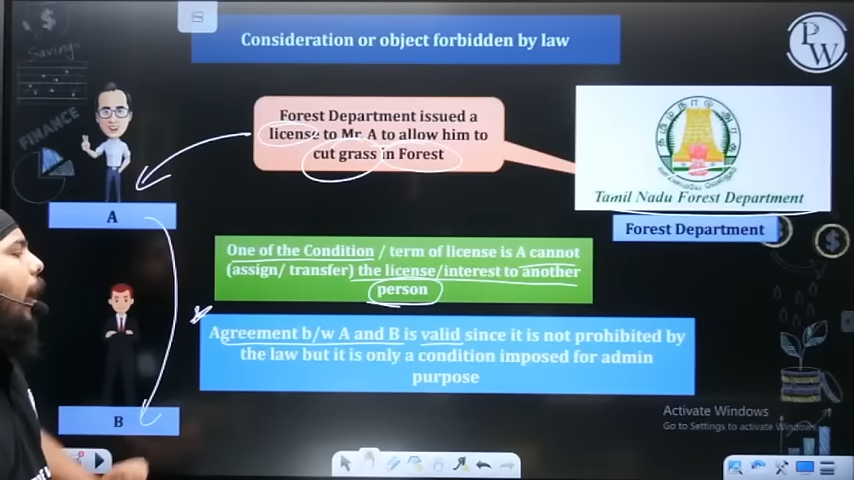 Consideration or object forbidden by law
P
W
Savings
FINANCE
Forest Department issued a
license to Mr. A to allow him to
cut grass in Forest
Tamil Nadu Forest Department
A
Forest Department
One of the Condition / term of license is A cannot
(assign/ transfer) the license/interest to another
person
Agreement b/w A and B is valid since it is not prohibited by
the law but it is only a condition imposed for admin
purpose
B
Activate Windows
Go to Settings to activate Windows.